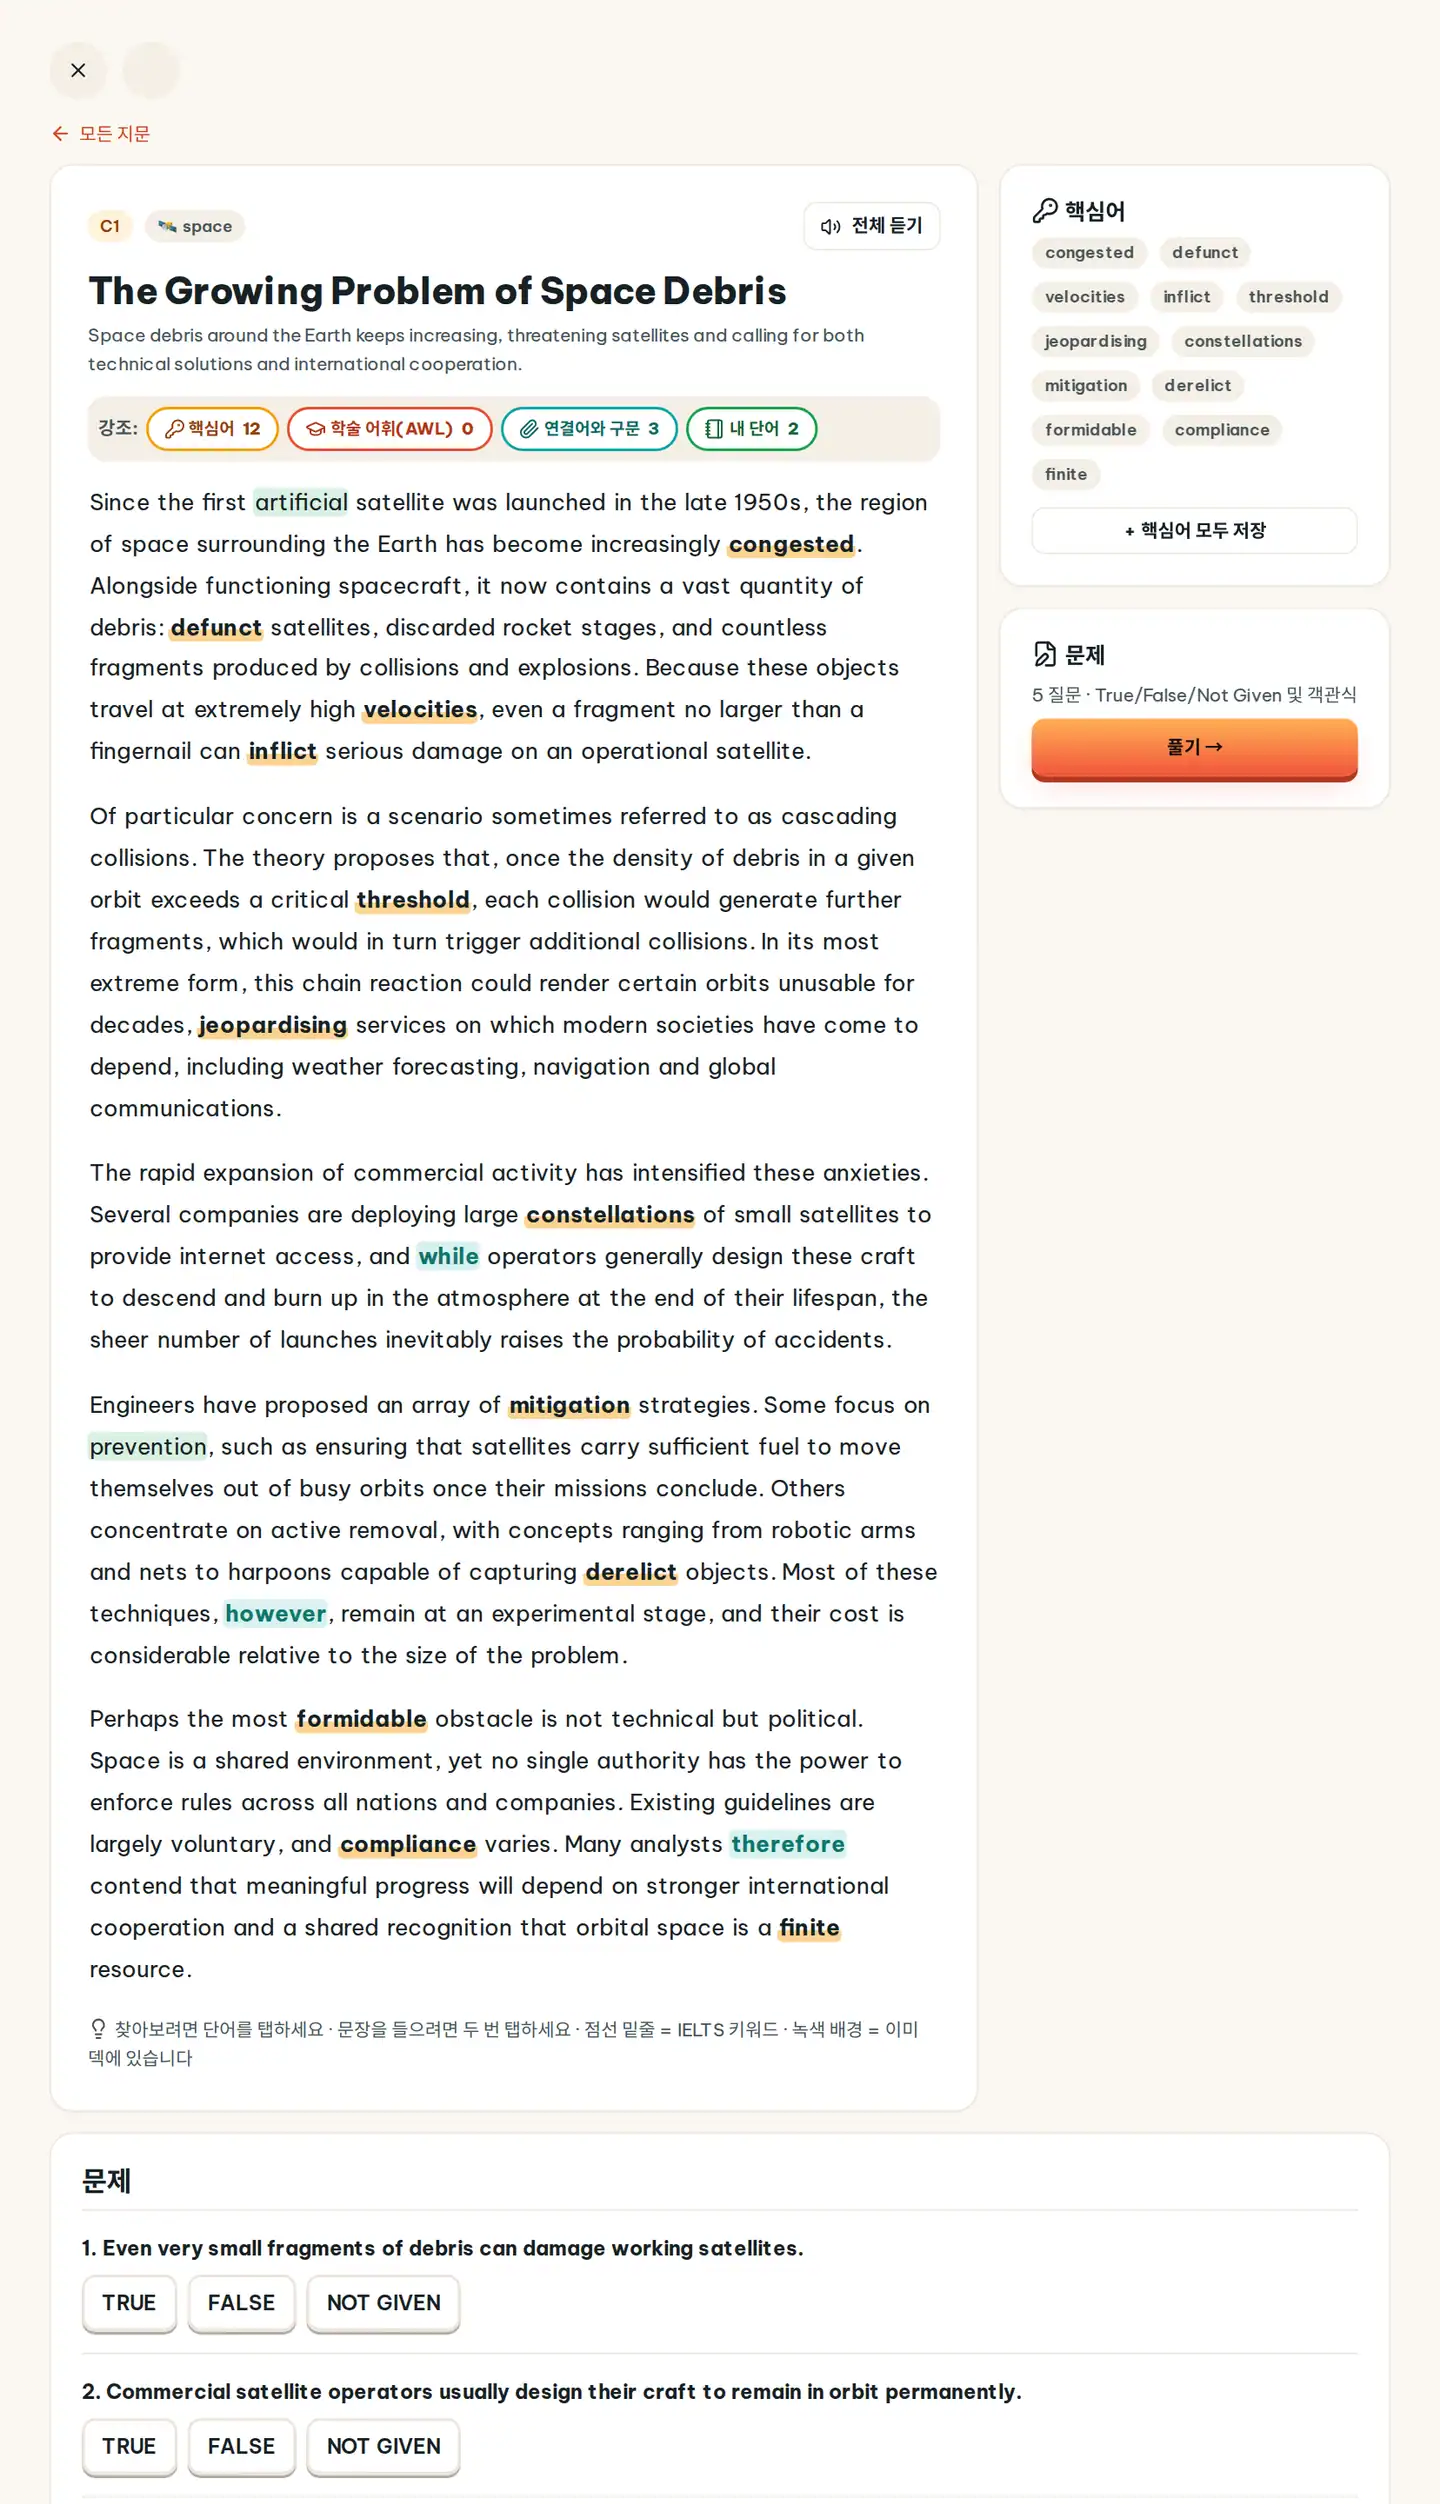 모든 지문
C1
space
전체 듣기
The Growing Problem of Space Debris
Space debris around the Earth keeps increasing, threatening satellites and calling for both
technical solutions and international cooperation.
강조:
핵심어 12
학술 어휘(AWL) 0
연결어와 구문 3
내 단어 2
Since the first artificial satellite was launched in the late 1950s, the region
of space surrounding the Earth has become increasingly congested.
Alongside functioning spacecraft, it now contains a vast quantity of
debris: defunct satellites, discarded rocket stages, and countless
fragments produced by collisions and explosions. Because these objects
travel at extremely high velocities, even a fragment no larger than a
fingernail can inflict serious damage on an operational satellite.
Of particular concern is a scenario sometimes referred to as cascading
collisions. The theory proposes that, once the density of debris in a given
orbit exceeds a critical threshold, each collision would generate further
fragments, which would in turn trigger additional collisions. In its most
extreme form, this chain reaction could render certain orbits unusable for
decades, jeopardising services on which modern societies have come to
depend, including weather forecasting, navigation and global
communications.
The rapid expansion of commercial activity has intensified these anxieties.
Several companies are deploying large constellations of small satellites to
provide internet access, and while operators generally design these craft
to descend and burn up in the atmosphere at the end of their lifespan, the
sheer number of launches inevitably raises the probability of accidents.
Engineers have proposed an array of mitigation strategies. Some focus on
prevention, such as ensuring that satellites carry sufficient fuel to move
themselves out of busy orbits once their missions conclude. Others
concentrate on active removal, with concepts ranging from robotic arms
and nets to harpoons capable of capturing derelict objects. Most of these
techniques, however, remain at an experimental stage, and their cost is
considerable relative to the size of the problem.
Perhaps the most formidable obstacle is not technical but political.
Space is a shared environment, yet no single authority has the power to
enforce rules across all nations and companies. Existing guidelines are
largely voluntary, and compliance varies. Many analysts therefore
contend that meaningful progress will depend on stronger international
cooperation and a shared recognition that orbital space is a finite
resource.
찾아보려면 단어를 탭하세요 · 문장을 들으려면 두 번 탭하세요 · 점선 밑줄 = IELTS 키워드 · 녹색 배경 = 이미
덱에 있습니다
핵심어
congested defunct
velocities inflict threshold
jeopardising constellations
mitigation derelict
formidable compliance
finite
+ 핵심어 모두 저장
문제
5 질문 · True/False/Not Given 및 객관식
풀기 →
문제
1. Even very small fragments of debris can damage working satellites.
TRUE FALSE NOT GIVEN
2. Commercial satellite operators usually design their craft to remain in orbit permanently.
TRUE FALSE NOT GIVEN